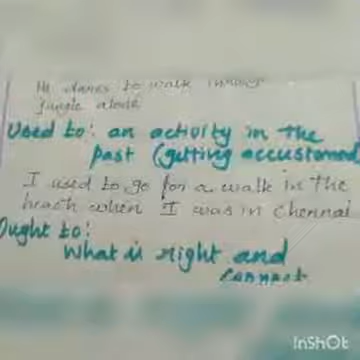 He dares to walk through
jungle alone
Used to: an activity in the
past (getting accustomed
I used to go for a walk in the
beach when I was in Chennai
Ought to:
What is right and
correct
InShOt